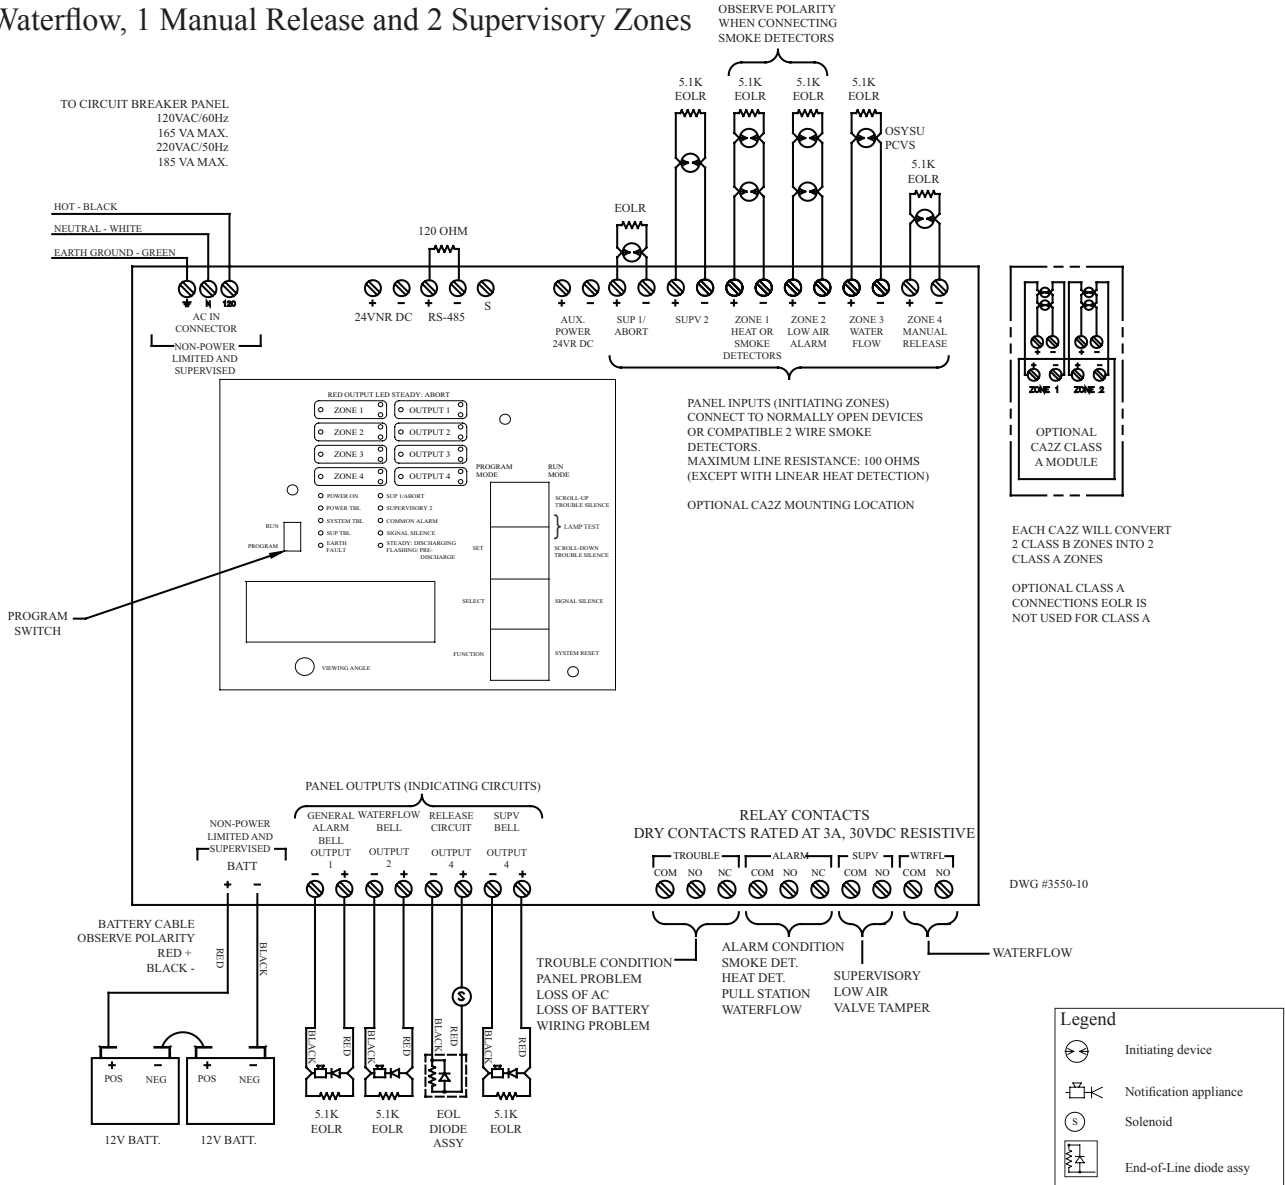 Waterflow, 1 Manual Release and 2 Supervisory Zones
OBSERVE POLARITY
WHEN CONNECTING
SMOKE DETECTORS
5.1K
EOLR
5.1K
EOLR
5.1K
EOLR
5.1K
EOLR
OSYSU
PCVS
5.1K
EOLR
TO CIRCUIT BREAKER PANEL
120VAC/60Hz
165 VA MAX.
220VAC/50Hz
185 VA MAX.
HOT - BLACK
NEUTRAL - WHITE
EARTH GROUND - GREEN
120 OHM
EOLR
N
120
AC IN
CONNECTOR
NON-POWER
LIMITED AND
SUPERVISED
+ -
24VNR DC
+ -
RS-485
S
+ -
AUX.
POWER
24VR DC
+ -
SUP 1/
ABORT
+ -
SUPV 2
+ -
ZONE 1
HEAT OR
SMOKE
DETECTORS
+ -
ZONE 2
LOW AIR
ALARM
+ -
ZONE 3
WATER
FLOW
+ -
ZONE 4
MANUAL
RELEASE
PANEL INPUTS (INITIATING ZONES)
CONNECT TO NORMALLY OPEN DEVICES
OR COMPATIBLE 2 WIRE SMOKE
DETECTORS.
MAXIMUM LINE RESISTANCE: 100 OHMS
(EXCEPT WITH LINEAR HEAT DETECTION)
OPTIONAL CA2Z MOUNTING LOCATION
+ - + -
+ - + -
ZONE 1 ZONE 2
OPTIONAL
CA2Z CLASS
A MODULE
EACH CA2Z WILL CONVERT
2 CLASS B ZONES INTO 2
CLASS A ZONES
OPTIONAL CLASS A
CONNECTIONS EOLR IS
NOT USED FOR CLASS A
RED OUTPUT LED STEADY: ABORT
ZONE 1 OUTPUT 1
ZONE 2 OUTPUT 2
ZONE 3 OUTPUT 3
ZONE 4 OUTPUT 4
POWER ON SUP 1/ABORT
POWER TBL SUPERVISORY 2
SYSTEM TBL COMMON ALARM
SUP TBL SIGNAL SILENCE
EARTH
FAULT
STEADY: DISCHARGING
FLASHING: PRE-
DISCHARGE
RUN
PROGRAM
PROGRAM
MODE
RUN
MODE
SCROLL-UP
TROUBLE SILENCE
LAMP TEST
SET
SCROLL-DOWN
TROUBLE SILENCE
SELECT
SIGNAL SILENCE
FUNCTION
SYSTEM RESET
VIEWING ANGLE
PROGRAM
SWITCH
PANEL OUTPUTS (INDICATING CIRCUITS)
NON-POWER
LIMITED AND
SUPERVISED
BATT
+ -
GENERAL
ALARM
BELL
OUTPUT
1
- +
WATERFLOW
BELL
OUTPUT
2
- +
RELEASE
CIRCUIT
OUTPUT
4
- +
SUPV
BELL
OUTPUT
4
- +
RELAY CONTACTS
DRY CONTACTS RATED AT 3A, 30VDC RESISTIVE
TROUBLE
COM NO NC
ALARM
COM NO NC
SUPV
COM NO
WTRFL
COM NO
DWG #3550-10
BATTERY CABLE
OBSERVE POLARITY
RED +
BLACK -
RED
BLACK
TROUBLE CONDITION
PANEL PROBLEM
LOSS OF AC
LOSS OF BATTERY
WIRING PROBLEM
ALARM CONDITION
SMOKE DET.
HEAT DET.
PULL STATION
WATERFLOW
SUPERVISORY
LOW AIR
VALVE TAMPER
WATERFLOW
S
BLACK
RED
BLACK
RED
BLACK
RED
BLACK
RED
+ - + -
POS NEG POS NEG
12V BATT. 12V BATT.
5.1K
EOLR
5.1K
EOLR
EOL
DIODE
ASSY
5.1K
EOLR
Legend
Initiating device
Notification appliance
S
Solenoid
End-of-Line diode assy